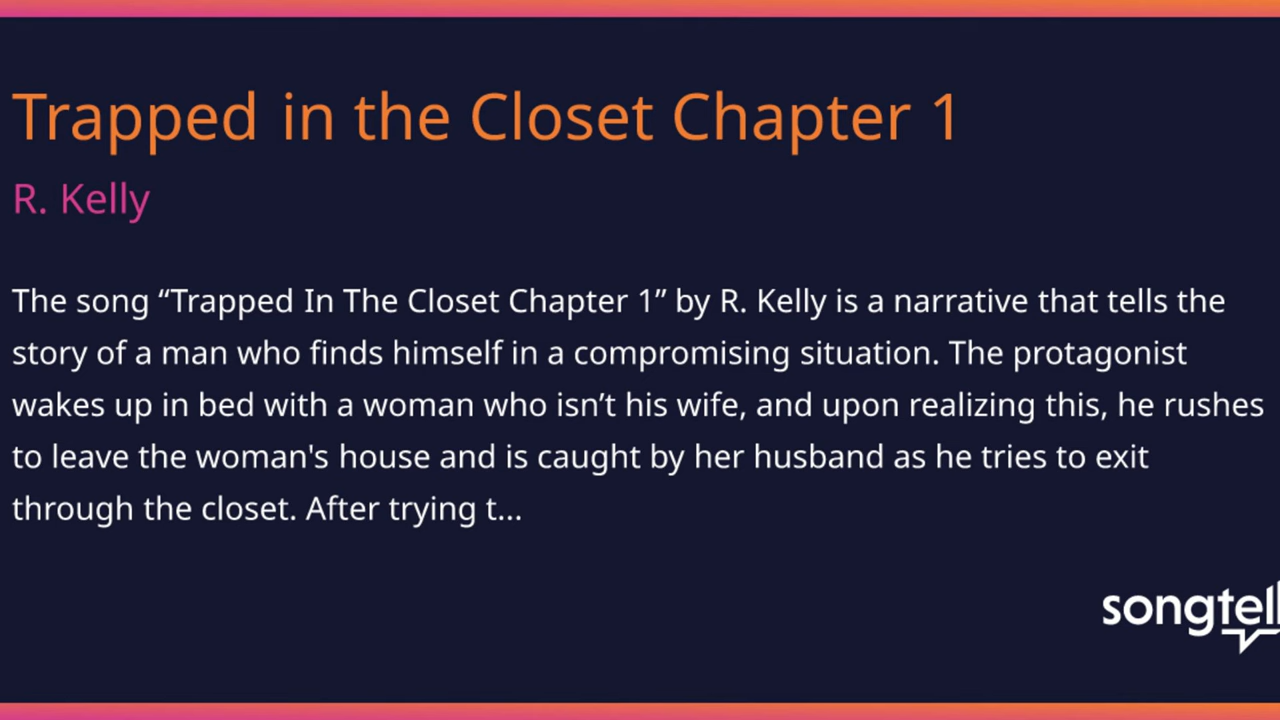 Trapped in the Closet Chapter 1
R. Kelly
The song “Trapped In The Closet Chapter 1” by R. Kelly is a narrative that tells the
story of a man who finds himself in a compromising situation. The protagonist
wakes up in bed with a woman who isn’t his wife, and upon realizing this, he rushes
to leave the woman's house and is caught by her husband as he tries to exit
through the closet. After trying t...
songtell